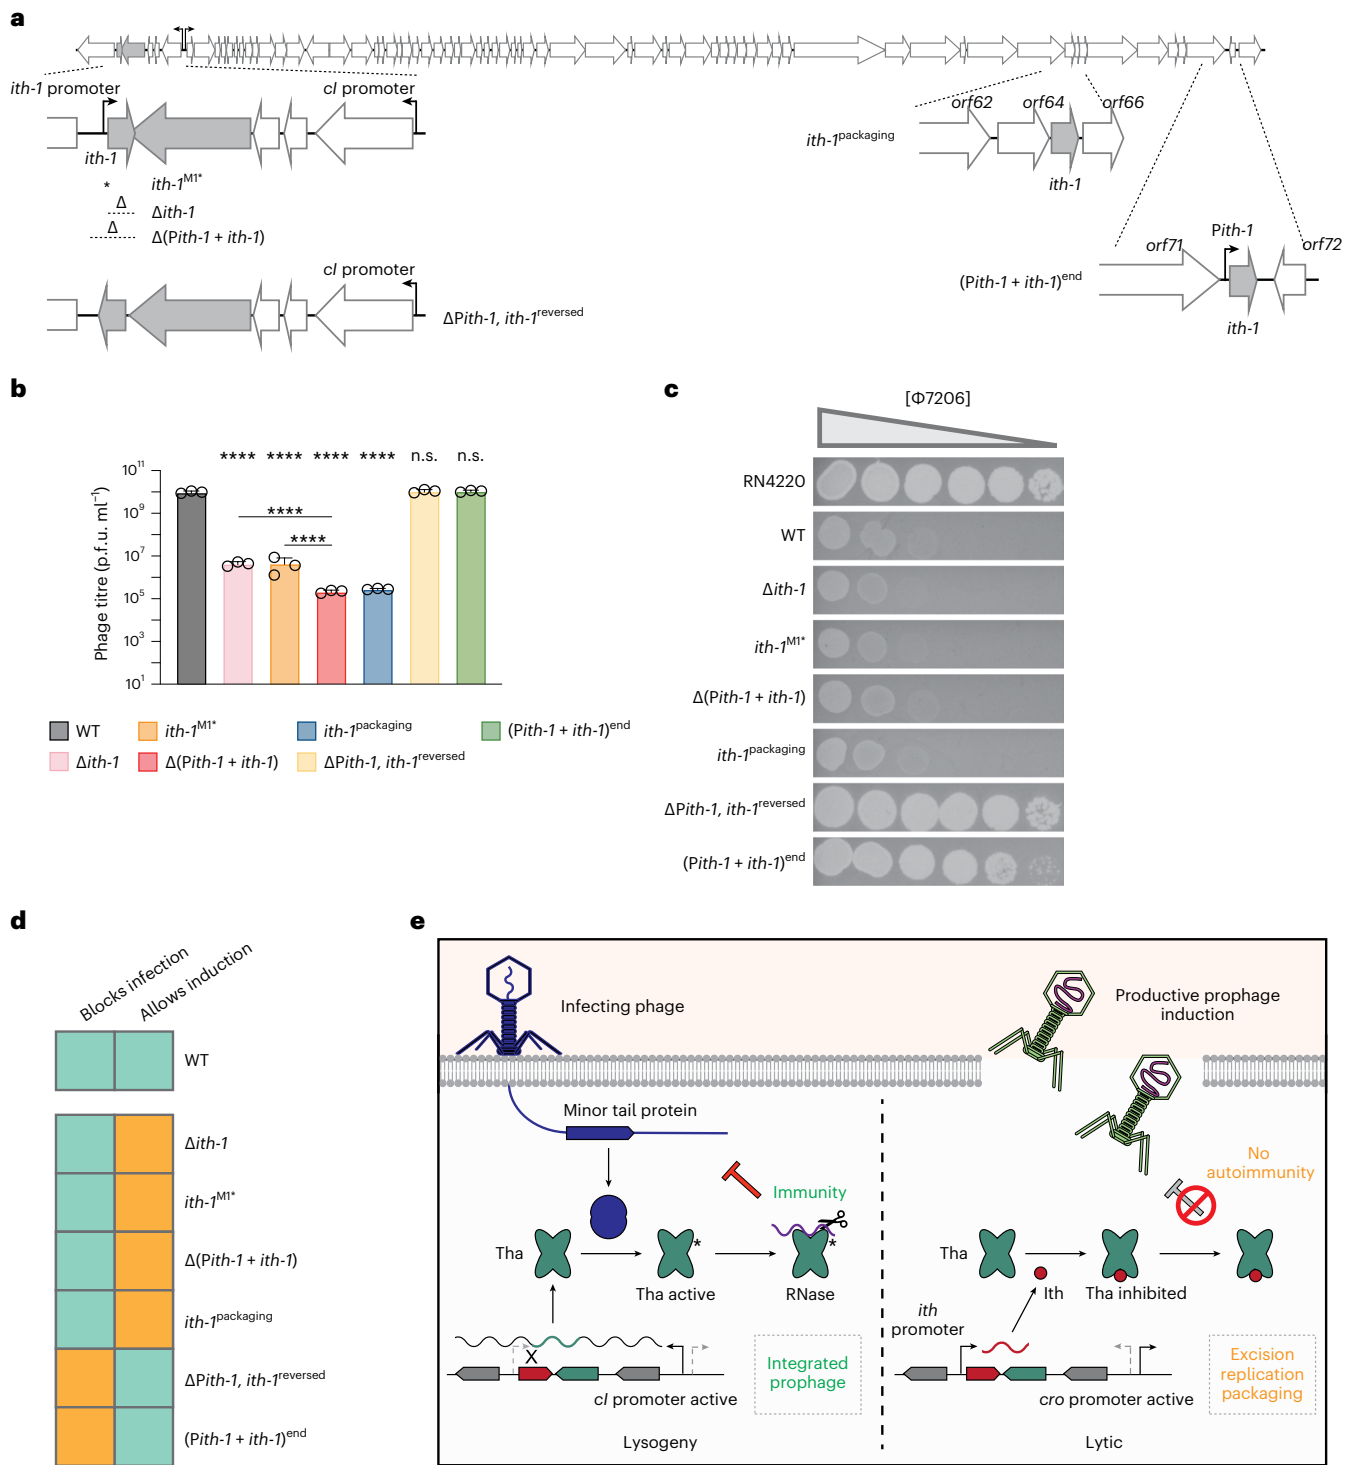 a
ith-1 promoter
cI promoter
ith-1
* ith-1M1*
Δ Δith-1
Δ Δ(Pith-1 + ith-1)
cI promoter
ΔPith-1, ith-1reversed
orf62 orf64 orf66
ith-1packaging
ith-1
orf71 Pith-1 orf72
(Pith-1 + ith-1)end
ith-1
b
**** **** **** **** n.s. n.s.
****
****
Phage titre (p.f.u. ml−1)
10¹¹
10⁹
10⁷
10⁵
10³
10¹
WT ith-1M1* ith-1packaging (Pith-1 + ith-1)end
Δith-1 Δ(Pith-1 + ith-1) ΔPith-1, ith-1reversed
c
[Φ7206]
RN4220
WT
Δith-1
ith-1M1*
Δ(Pith-1 + ith-1)
ith-1packaging
ΔPith-1, ith-1reversed
(Pith-1 + ith-1)end
d
Blocks infection
Allows induction
WT
Δith-1
ith-1M1*
Δ(Pith-1 + ith-1)
ith-1packaging
ΔPith-1, ith-1reversed
(Pith-1 + ith-1)end
e
Infecting phage
Minor tail protein
Immunity
Tha
*
*
Tha active
RNase
X
cI promoter active
Integrated
prophage
Lysogeny
Productive prophage
induction
No
autoimmunity
Tha
Ith
Tha inhibited
ith
promoter
cro promoter active
Excision
replication
packaging
Lytic